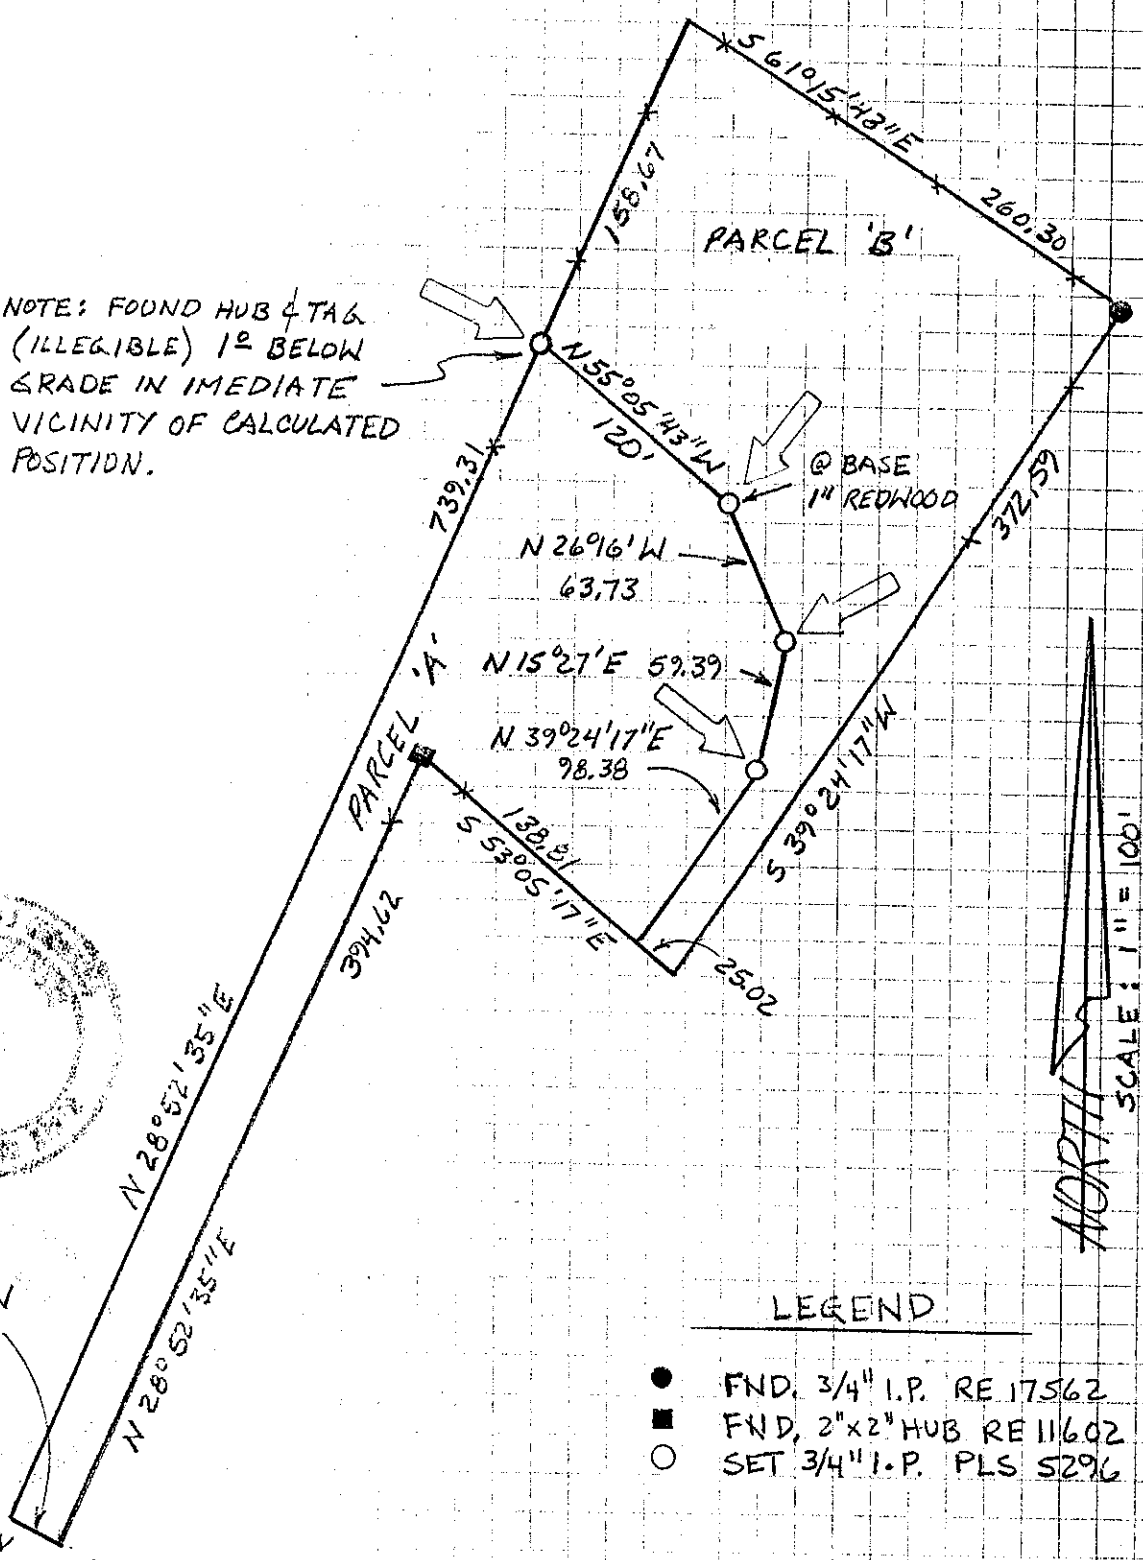 S 61°15'48"E
260.30
158.67
PARCEL 'B'
NOTE: FOUND HUB & TAG
(ILLEGIBLE) 1º BELOW
GRADE IN IMEDIATE
VICINITY OF CALCULATED
POSITION.
N 55°05'43"W
120'
@ BASE
1" REDWOOD
739.31
372.59
N 26°16' W
63.73
N 15°27' E 59.39
N 39°24'17"E
98.38
PARCEL 'A'
138.81
S 53°05'17"E
S 39°24'17"W
25.02
394.62
N 28°52'35"E
N 28°52'35"E
NORTH
SCALE: 1" = 100'
LEGEND
FND. 3/4" I.P. RE 17562
FND. 2"x2" HUB RE 11602
SET 3/4" I.P. PLS 5296